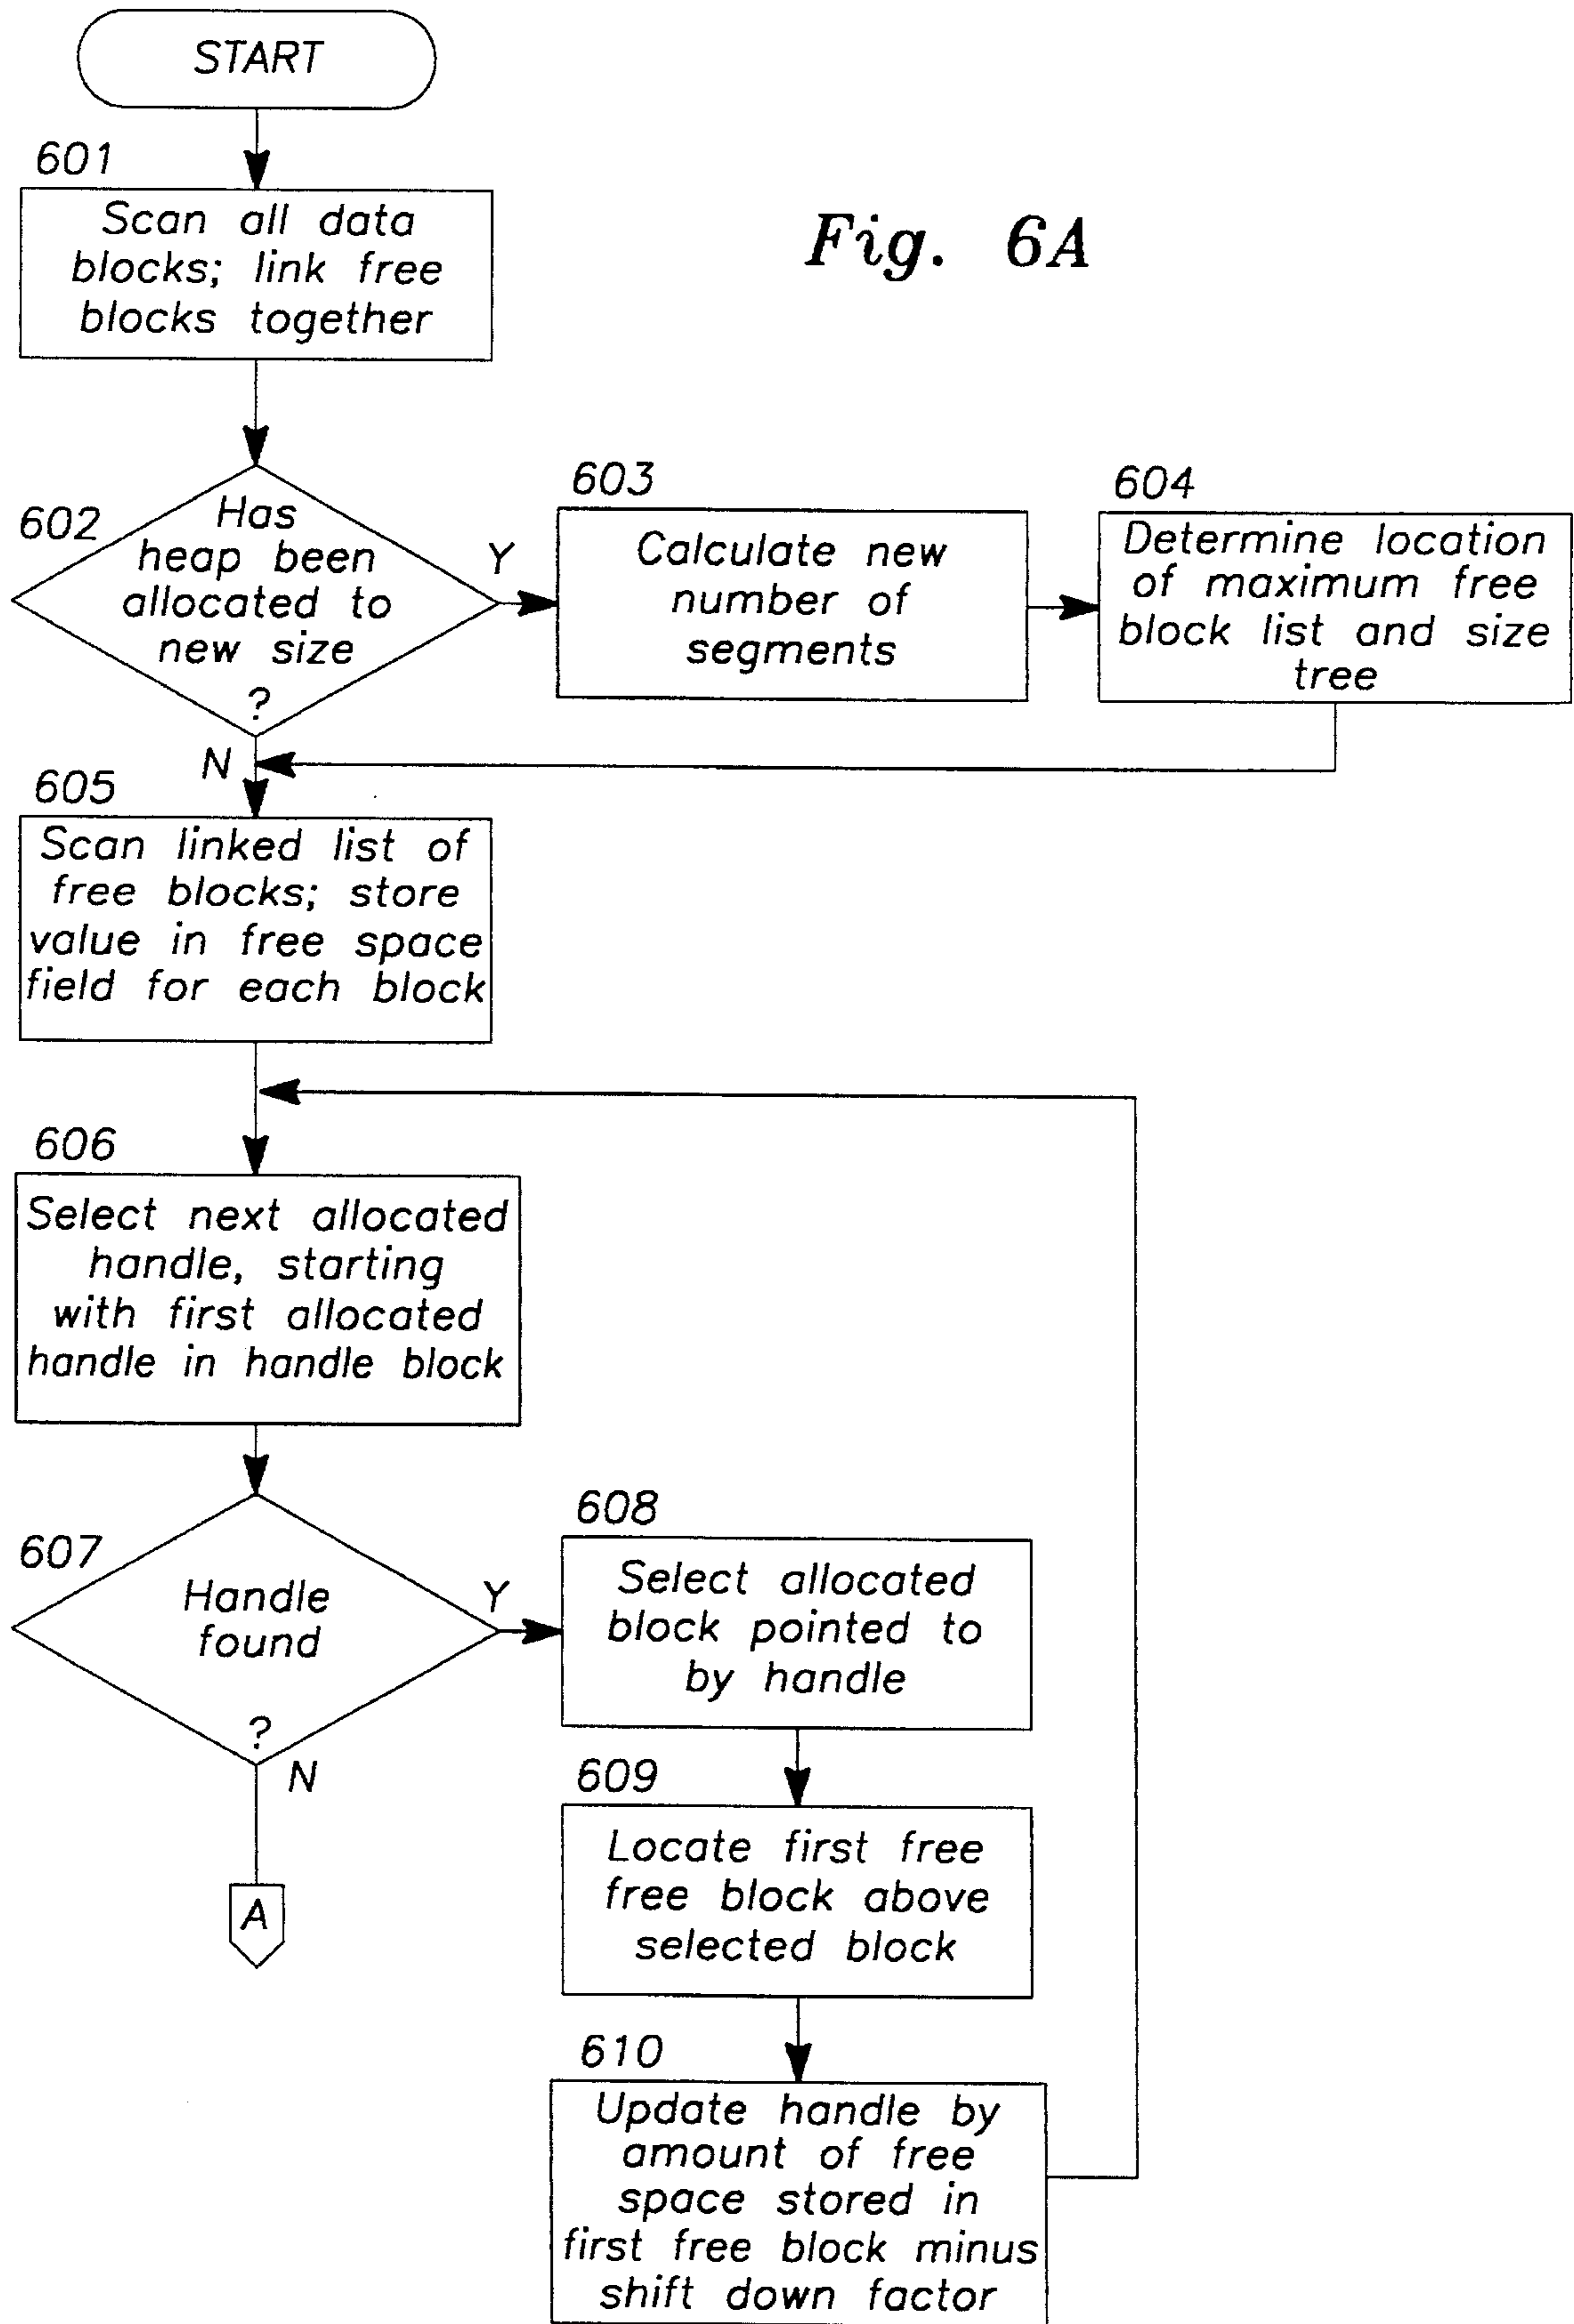 START
601
Scan all data
blocks; link free
blocks together
Fig. 6A
602
Has
heap been
allocated to
new size
?
Y
N
603
Calculate new
number of
segments
604
Determine location
of maximum free
block list and size
tree
605
Scan linked list of
free blocks; store
value in free space
field for each block
606
Select next allocated
handle, starting
with first allocated
handle in handle block
607
Handle
found
?
Y
N
A
608
Select allocated
block pointed to
by handle
609
Locate first free
free block above
selected block
610
Update handle by
amount of free
space stored in
first free block minus
shift down factor